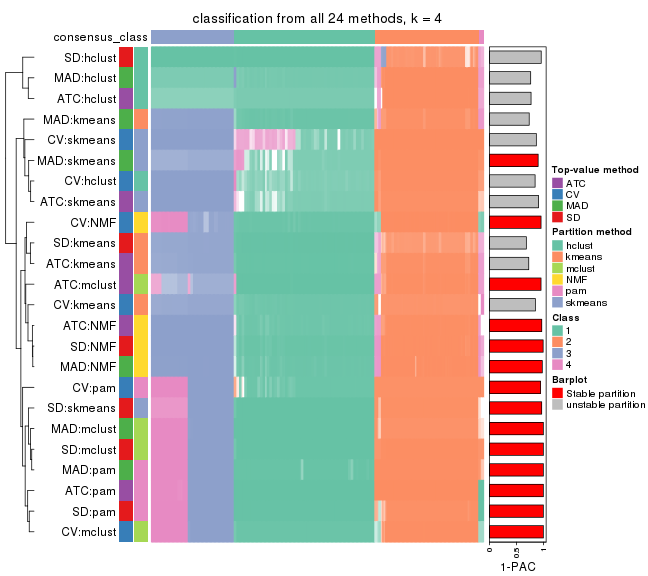 classification from all 24 methods, k = 4
consensus_class
SD:hclust
MAD:hclust
ATC:hclust
MAD:kmeans
CV:skmeans
MAD:skmeans
CV:hclust
ATC:skmeans
CV:NMF
SD:kmeans
ATC:kmeans
ATC:mclust
CV:kmeans
ATC:NMF
SD:NMF
MAD:NMF
CV:pam
SD:skmeans
MAD:mclust
SD:mclust
MAD:pam
ATC:pam
SD:pam
CV:mclust
0
0.5
1
1-PAC
Top-value method
ATC
CV
MAD
SD
Partition method
hclust
kmeans
mclust
NMF
pam
skmeans
Class
1
2
3
4
Barplot
Stable partition
unstable partition